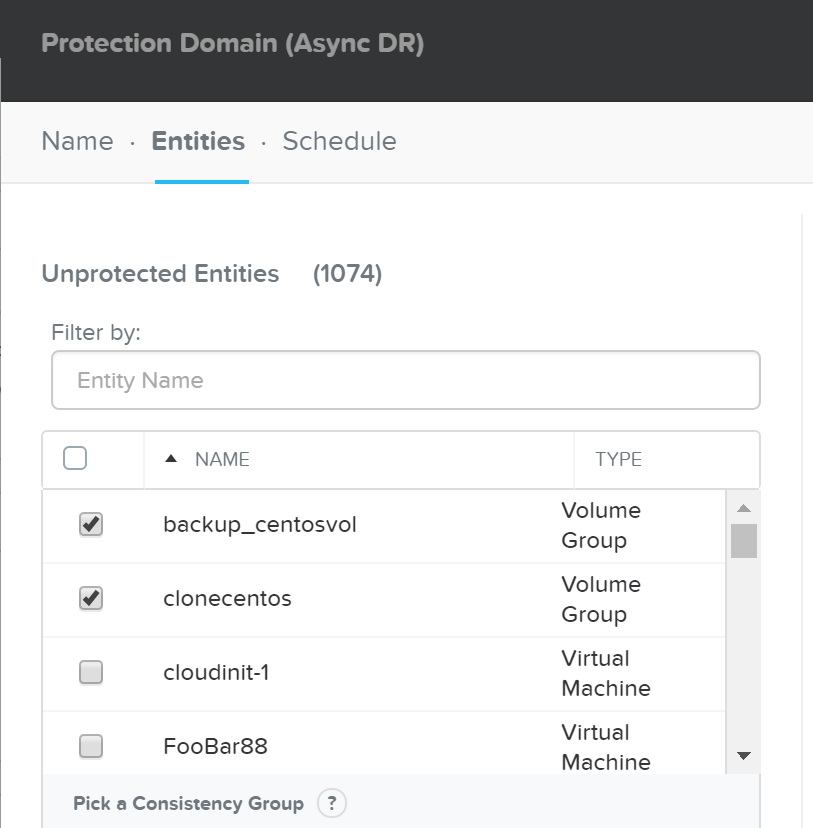 Protection Domain (Async DR)
Name · Entities · Schedule
Unprotected Entities (1074)
Filter by:
Entity Name
NAME TYPE
backup_centosvol Volume
Group
clonecentos Volume
Group
cloudinit-1 Virtual
Machine
FooBar88 Virtual
Machine
Pick a Consistency Group ?